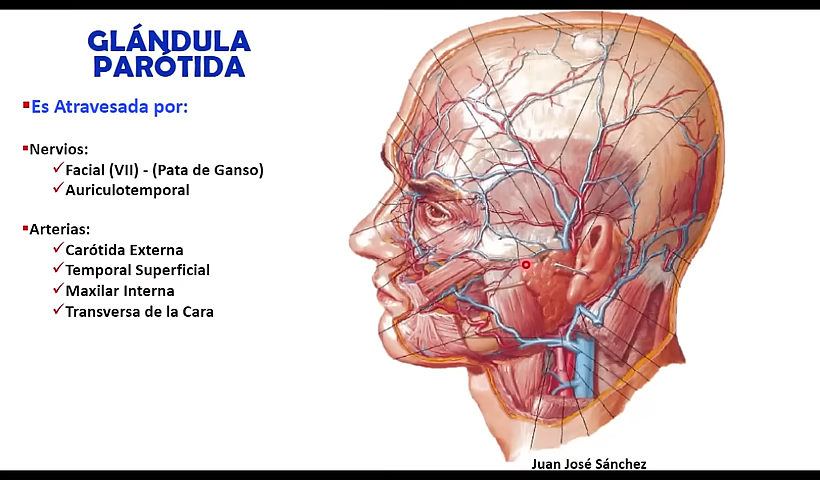 GLÁNDULA
PARÓTIDA
Es Atravesada por:
Nervios:
Facial (VII) - (Pata de Ganso)
Auriculotemporal
Arterias:
Carótida Externa
Temporal Superficial
Maxilar Interna
Transversa de la Cara
Juan José Sánchez